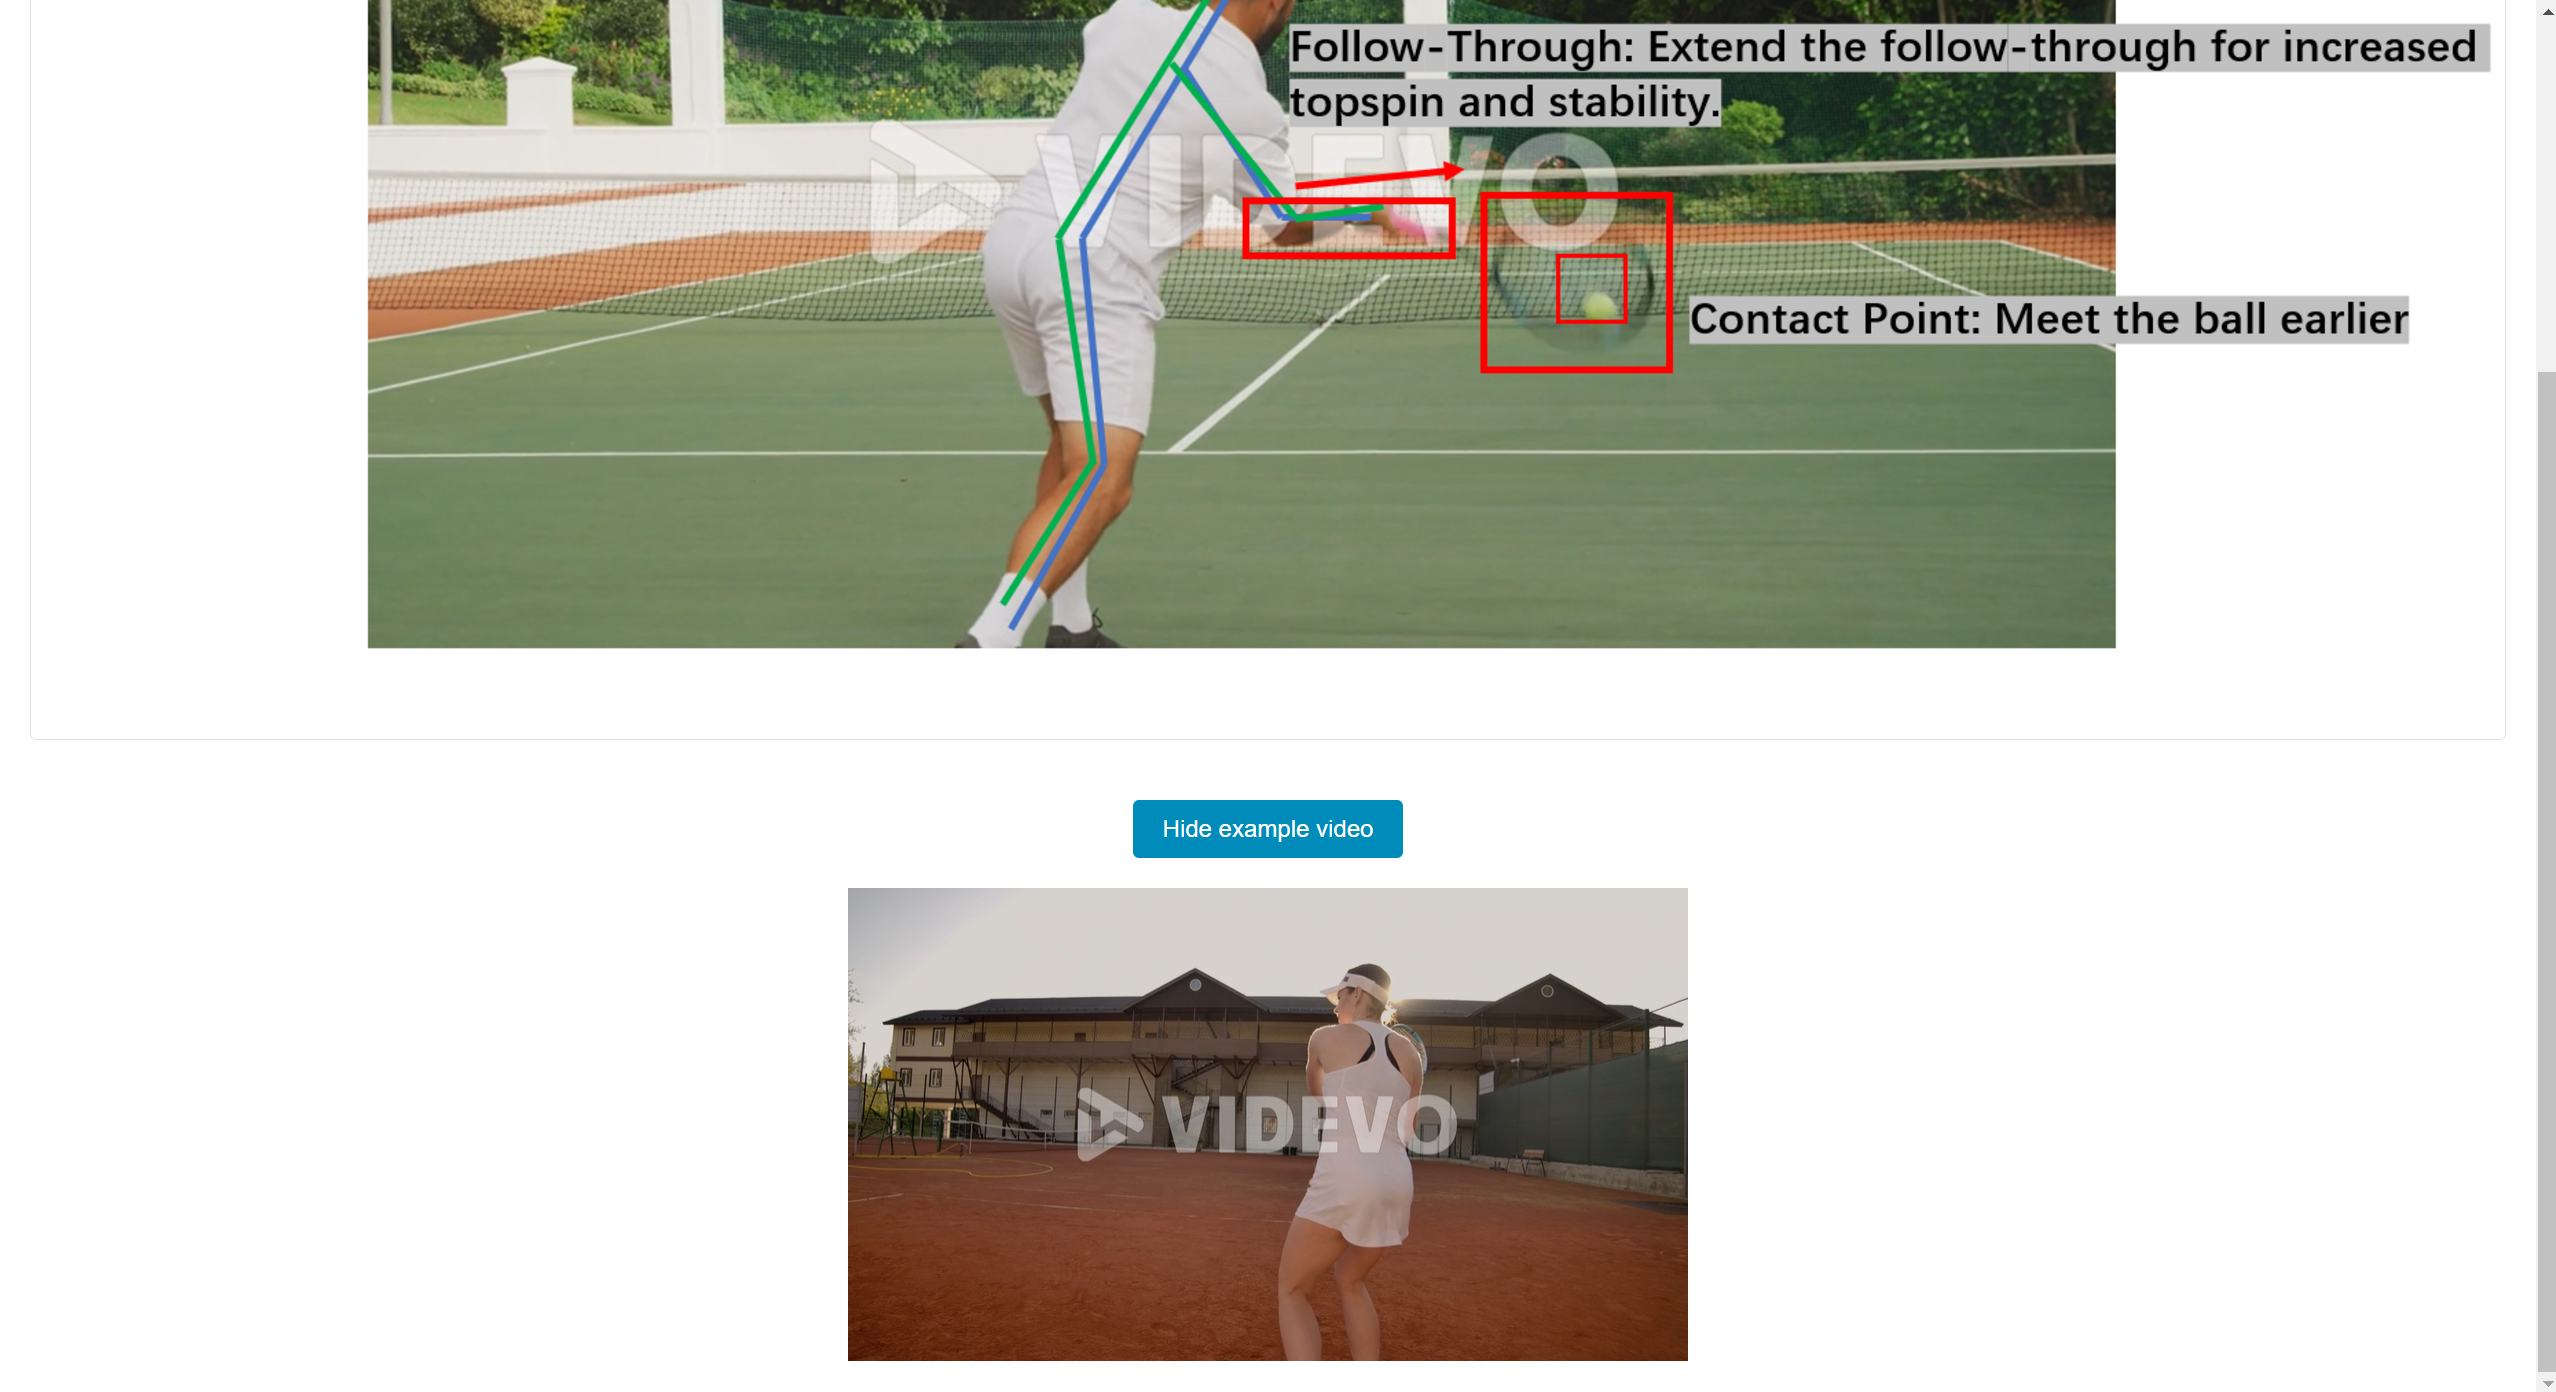 Follow-Through: Extend the follow-through for increased
topspin and stability.
VIDEVO
Contact Point: Meet the ball earlier
Hide example video
VIDEVO